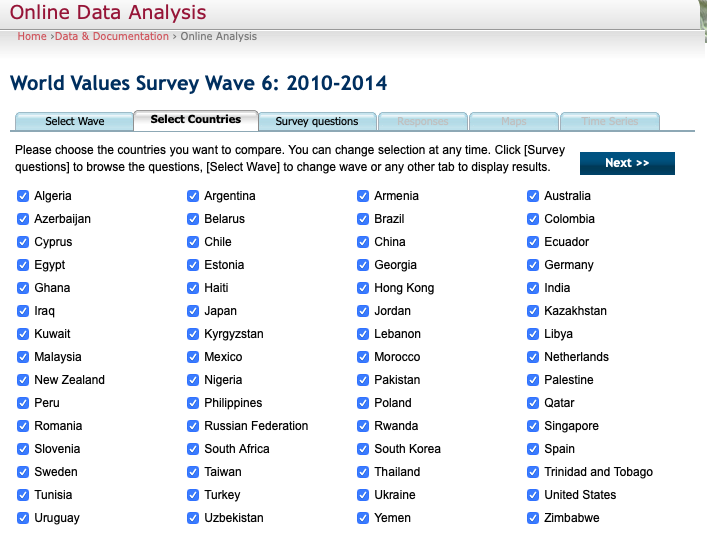 Online Data Analysis
Home ›Data & Documentation › Online Analysis
World Values Survey Wave 6: 2010-2014
Select Wave Select Countries Survey questions Responses Maps Time Series
Please choose the countries you want to compare. You can change selection at any time. Click [Survey
questions] to browse the questions, [Select Wave] to change wave or any other tab to display results.
Next >>
Algeria Argentina Armenia Australia
Azerbaijan Belarus Brazil Colombia
Cyprus Chile China Ecuador
Egypt Estonia Georgia Germany
Ghana Haiti Hong Kong India
Iraq Japan Jordan Kazakhstan
Kuwait Kyrgyzstan Lebanon Libya
Malaysia Mexico Morocco Netherlands
New Zealand Nigeria Pakistan Palestine
Peru Philippines Poland Qatar
Romania Russian Federation Rwanda Singapore
Slovenia South Africa South Korea Spain
Sweden Taiwan Thailand Trinidad and Tobago
Tunisia Turkey Ukraine United States
Uruguay Uzbekistan Yemen Zimbabwe